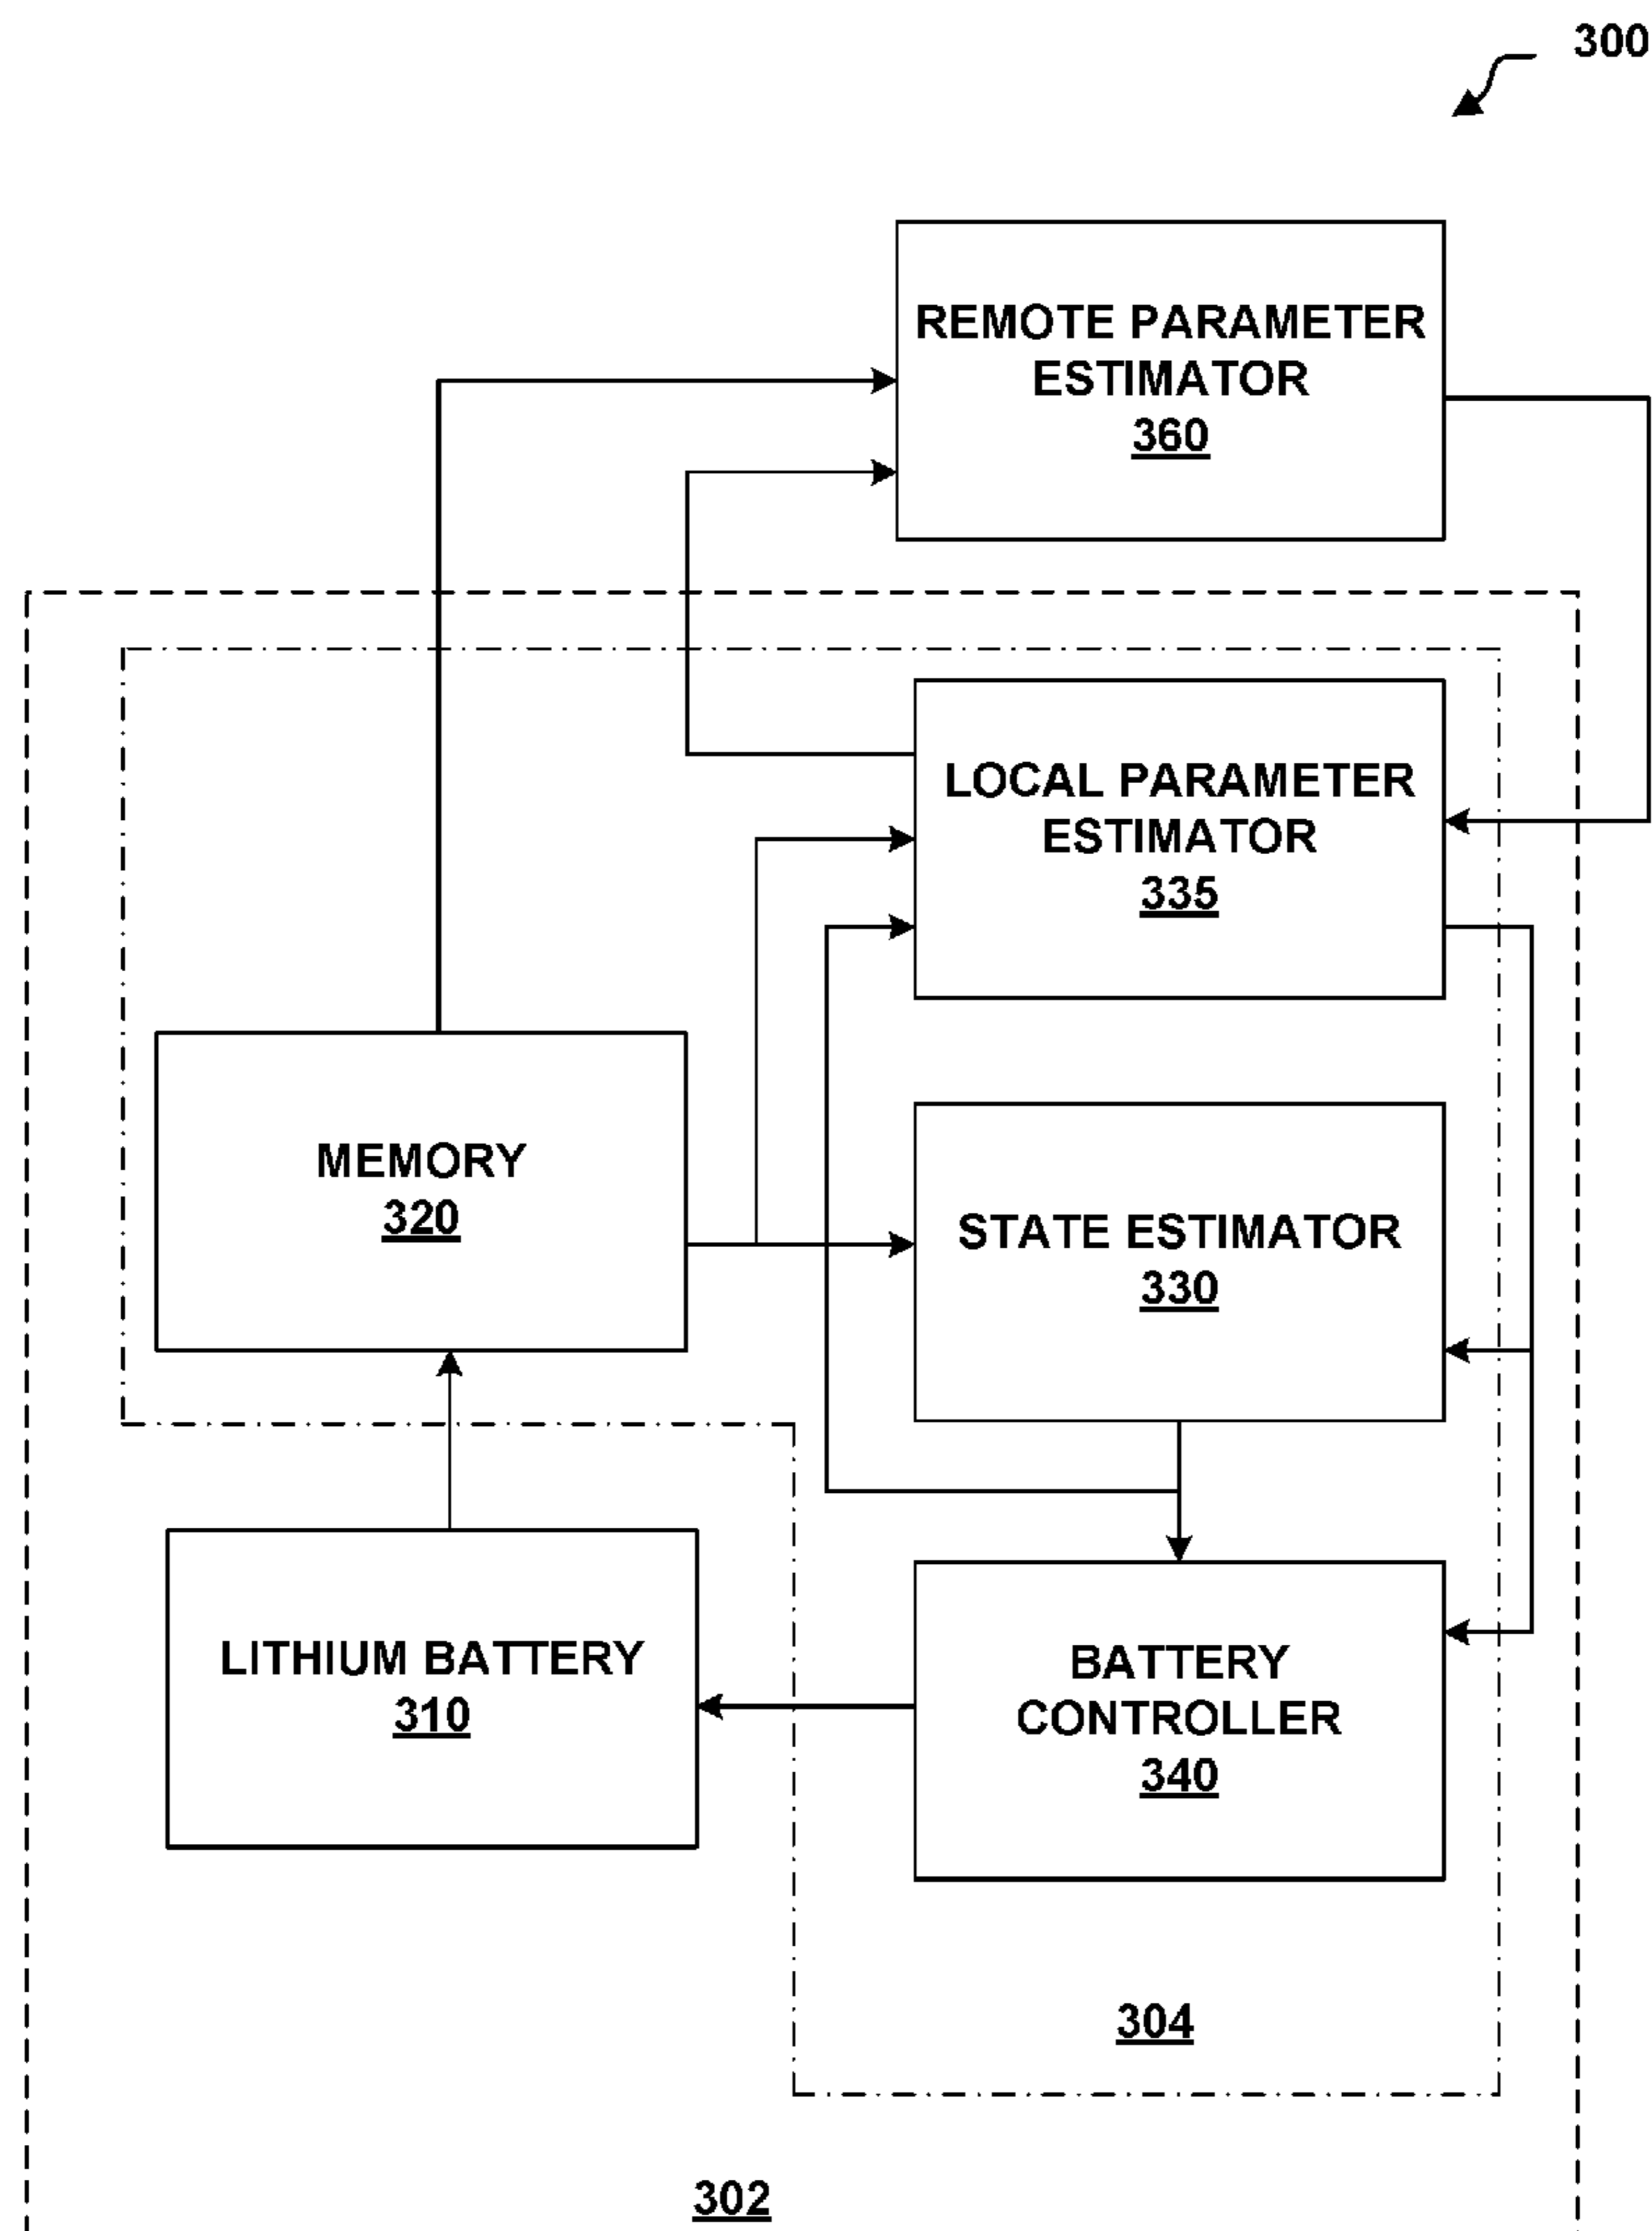 300
REMOTE PARAMETER
ESTIMATOR
360
LOCAL PARAMETER
ESTIMATOR
335
MEMORY
320
STATE ESTIMATOR
330
LITHIUM BATTERY
310
BATTERY
CONTROLLER
340
304
302